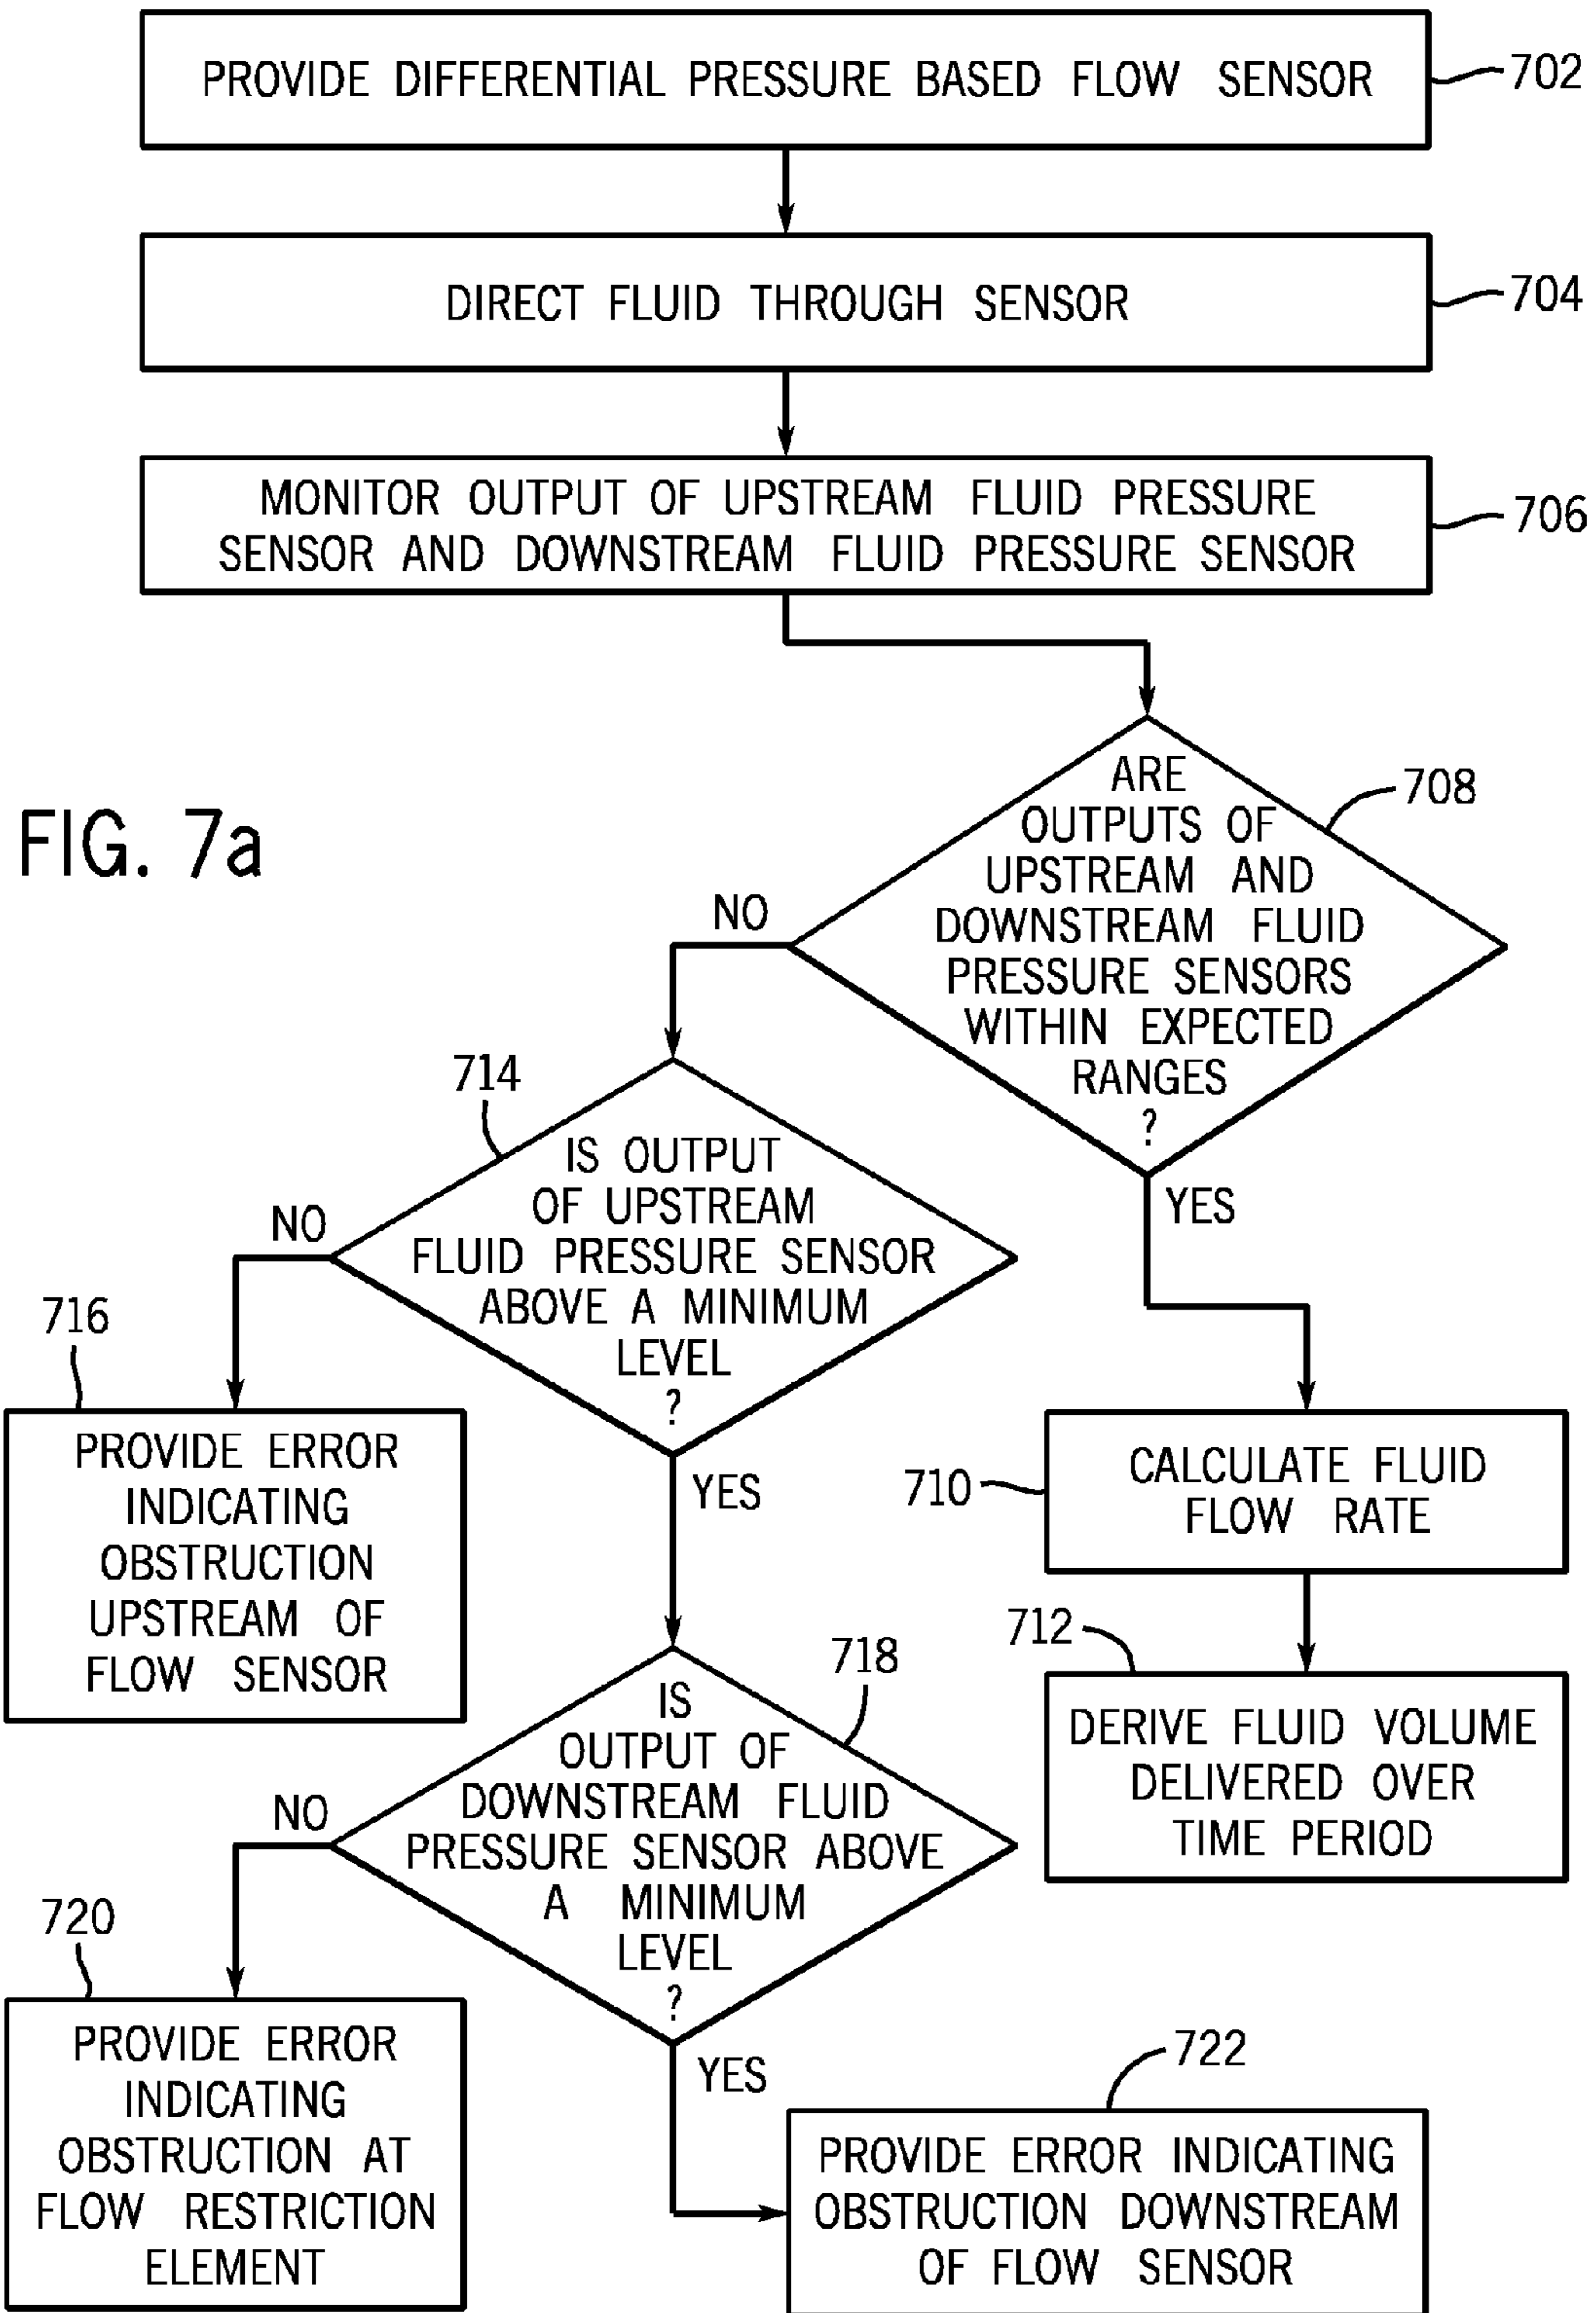 PROVIDE DIFFERENTIAL PRESSURE BASED FLOW SENSOR
702
DIRECT FLUID THROUGH SENSOR
704
MONITOR OUTPUT OF UPSTREAM FLUID PRESSURE
SENSOR AND DOWNSTREAM FLUID PRESSURE SENSOR
706
FIG. 7a
ARE
OUTPUTS OF
UPSTREAM AND
DOWNSTREAM FLUID
PRESSURE SENSORS
WITHIN EXPECTED
RANGES
?
708
NO
YES
714
IS OUTPUT
OF UPSTREAM
FLUID PRESSURE SENSOR
ABOVE A MINIMUM
LEVEL
?
NO
YES
716
PROVIDE ERROR
INDICATING
OBSTRUCTION
UPSTREAM OF
FLOW SENSOR
710
CALCULATE FLUID
FLOW RATE
712
DERIVE FLUID VOLUME
DELIVERED OVER
TIME PERIOD
718
IS
OUTPUT OF
DOWNSTREAM FLUID
PRESSURE SENSOR ABOVE
A MINIMUM
LEVEL
?
NO
YES
720
PROVIDE ERROR
INDICATING
OBSTRUCTION AT
FLOW RESTRICTION
ELEMENT
722
PROVIDE ERROR INDICATING
OBSTRUCTION DOWNSTREAM
OF FLOW SENSOR